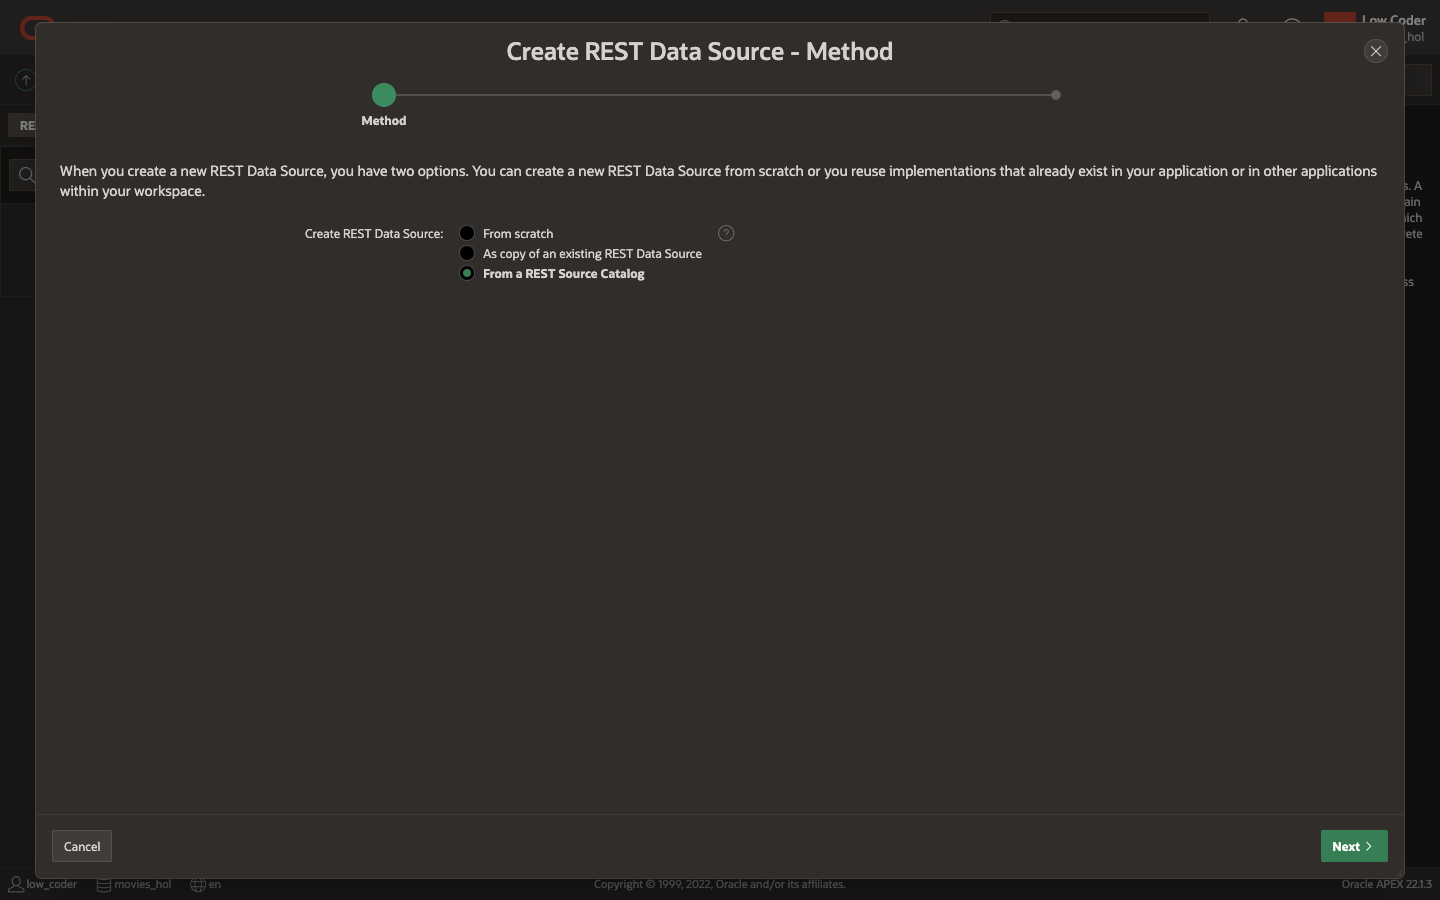 Low Coder
_hol
Create REST Data Source - Method
Method
RE
When you create a new REST Data Source, you have two options. You can create a new REST Data Source from scratch or you reuse implementations that already exist in your application or in other applications
within your workspace.
s. A
ain
ich
ete
ss
Create REST Data Source:
From scratch
?
As copy of an existing REST Data Source
From a REST Source Catalog
Cancel
Next
low_coder
movies_hol
en
Copyright © 1999, 2022, Oracle and/or its affiliates.
Oracle APEX 22.1.3